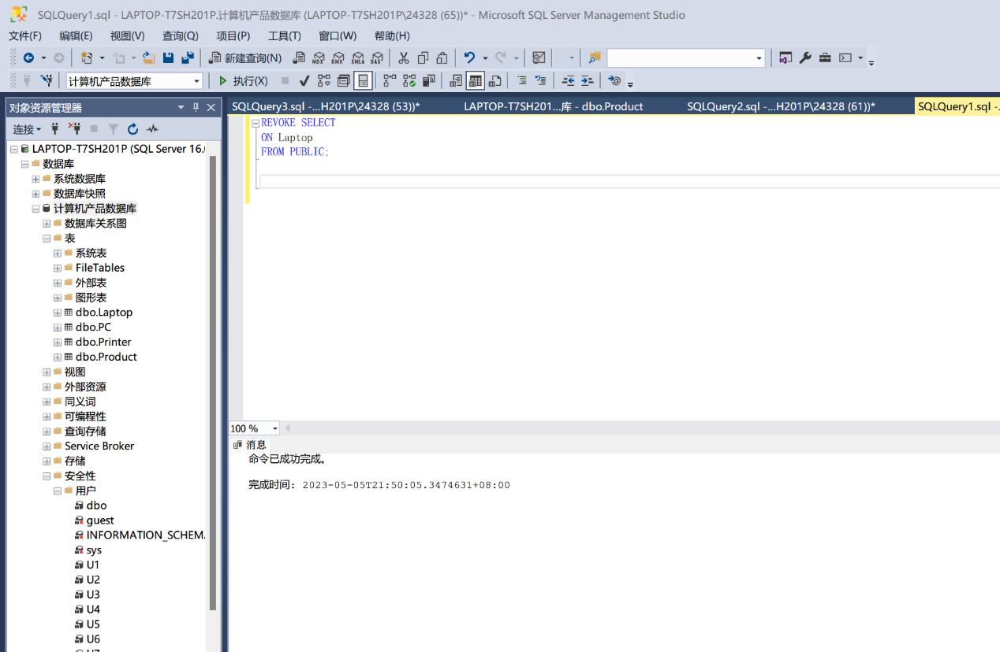 SQLQuery1.sql - LAPTOP-T7SH201P.计算机产品数据库 (LAPTOP-T7SH201P\24328 (65))* - Microsoft SQL Server Management Studio
文件(F) 编辑(E) 视图(V) 查询(Q) 项目(P) 工具(T) 窗口(W) 帮助(H)
新建查询(N) MDX DMX XMLA DAX
计算机产品数据库 执行(X)
对象资源管理器
SQLQuery3.sql -...H201P\24328 (53))* LAPTOP-T7SH201...库 - dbo.Product SQLQuery2.sql -...H201P\24328 (61))* SQLQuery1.sql -.
连接
LAPTOP-T7SH201P (SQL Server 16.
数据库
系统数据库
数据库快照
计算机产品数据库
数据库关系图
表
系统表
FileTables
外部表
图形表
dbo.Laptop
dbo.PC
dbo.Printer
dbo.Product
视图
外部资源
同义词
可编程性
查询存储
Service Broker
存储
安全性
用户
dbo
guest
INFORMATION_SCHEM
sys
U1
U2
U3
U4
U5
U6
REVOKE SELECT
ON Laptop
FROM PUBLIC;
100 %
消息
命令已成功完成。
完成时间: 2023-05-05T21:50:05.3474631+08:00